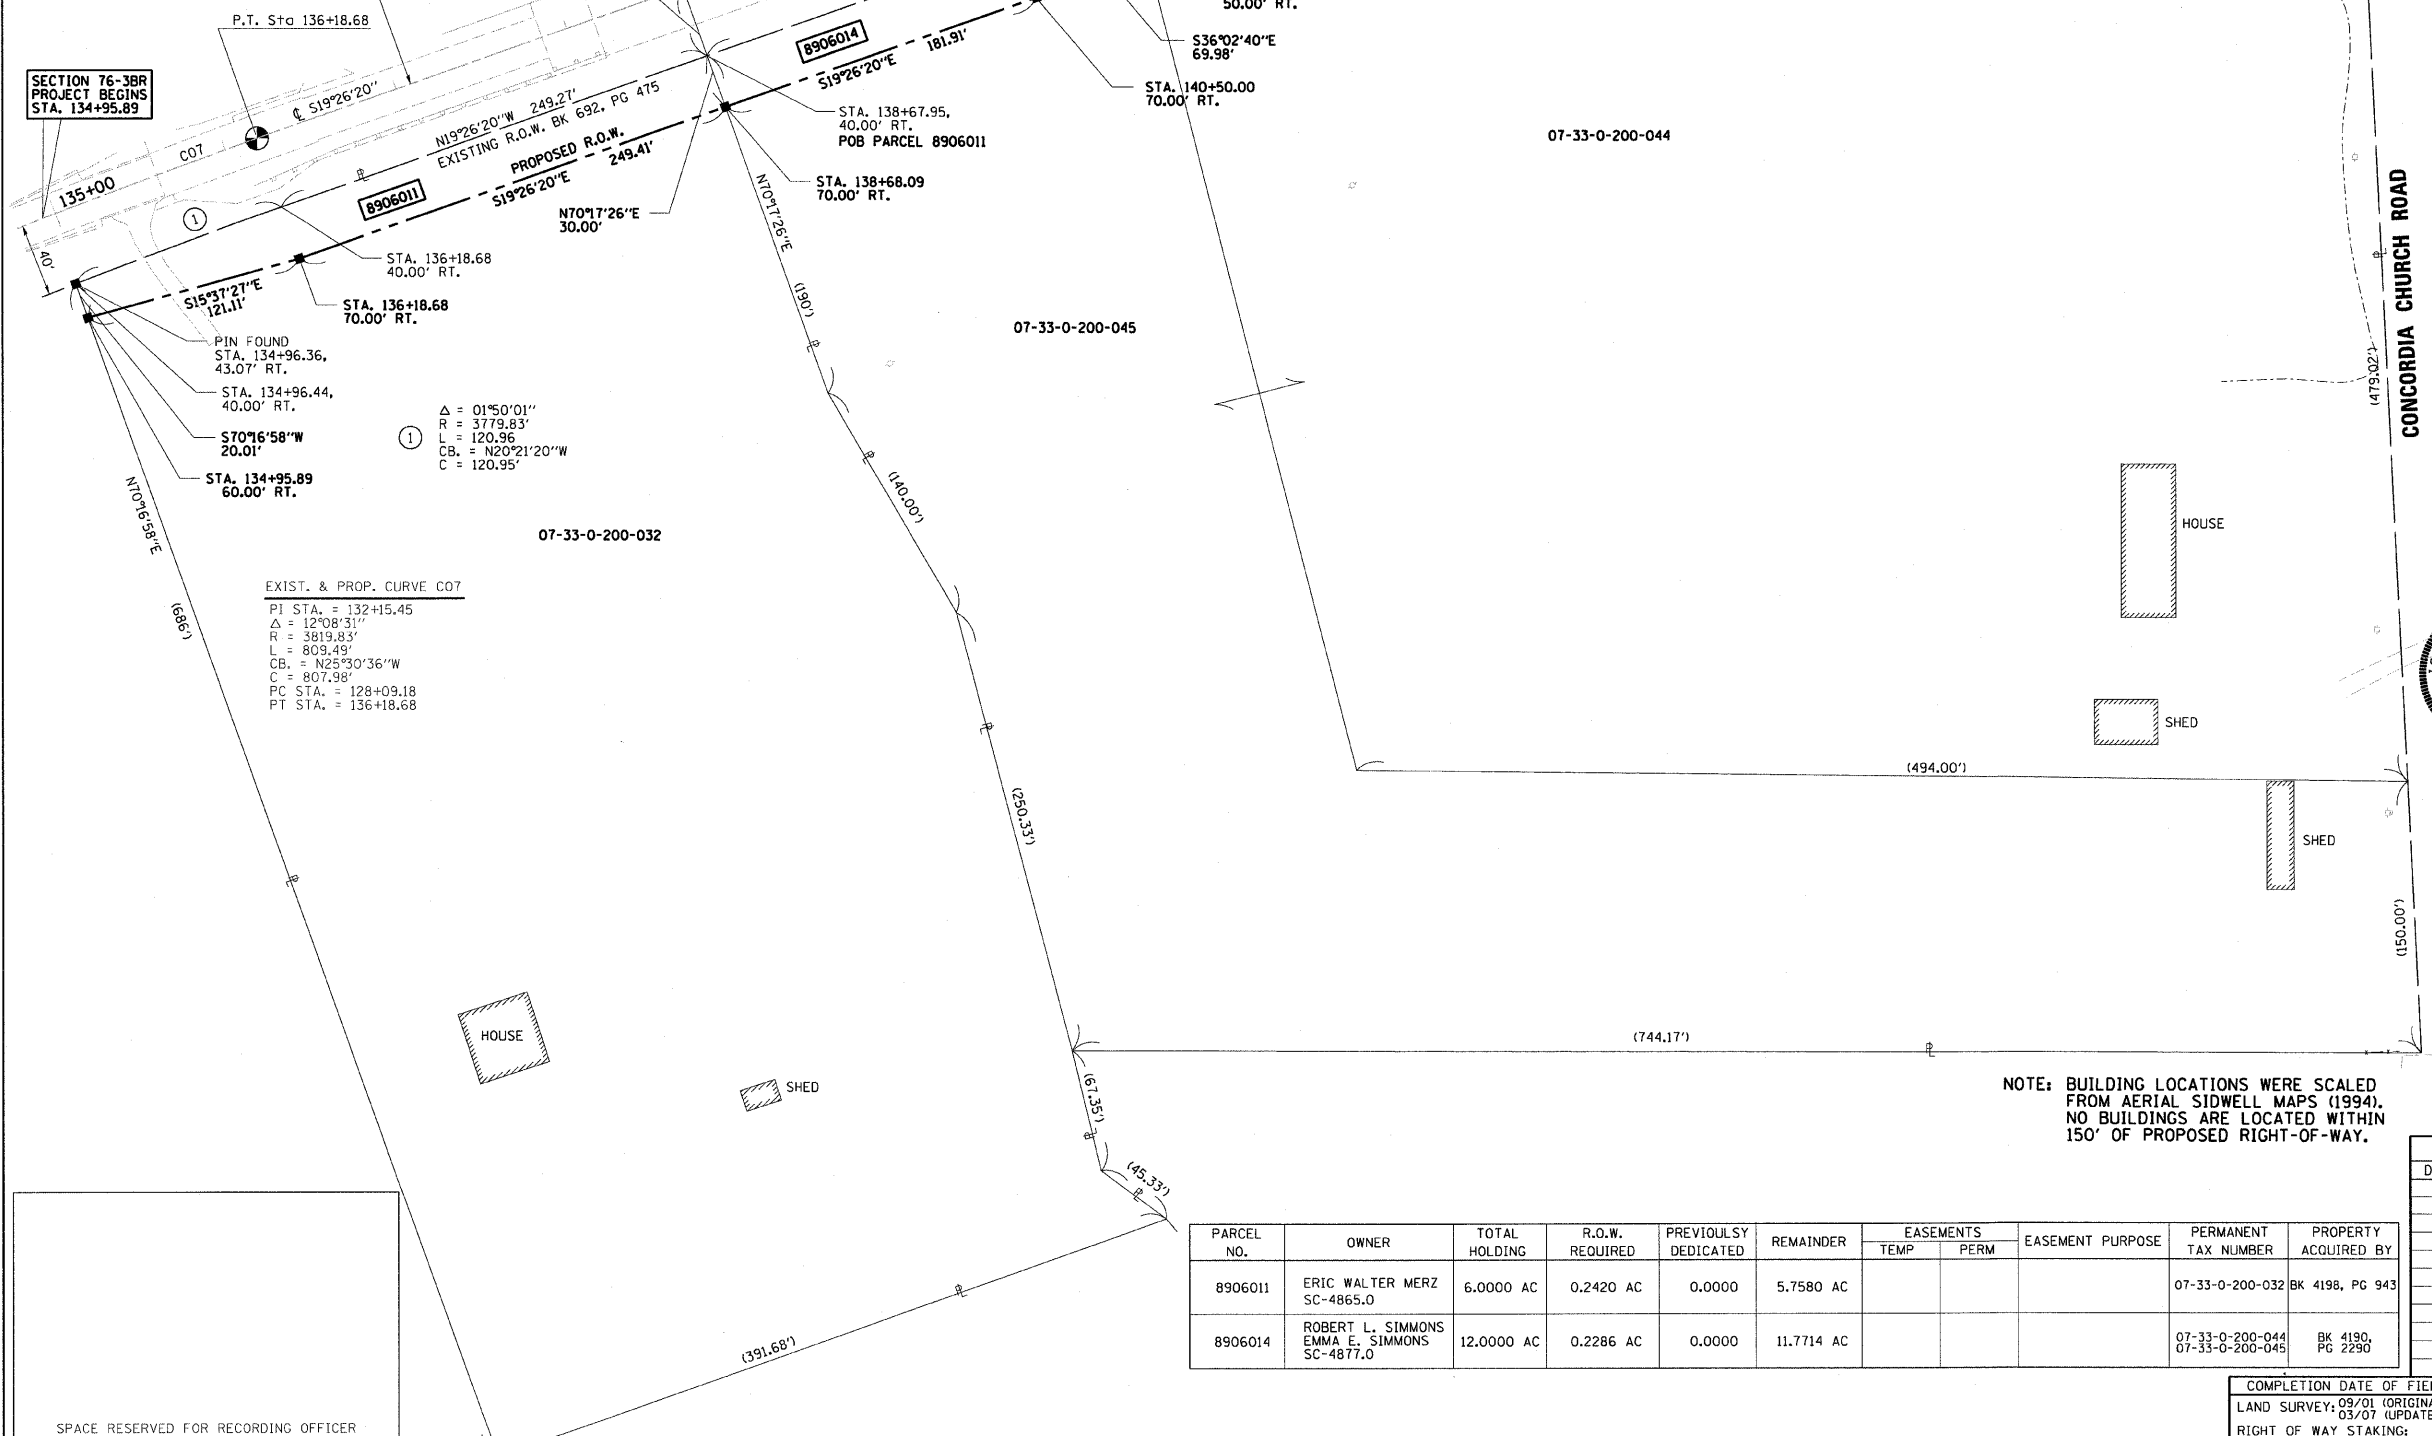 P.T. Sta 136+18.68
SECTION 76-3BR
PROJECT BEGINS
STA. 134+95.89
℄ S19°26'20"
C07
135+00
40'
1
8906011
N19°26'20"W 249.27'
EXISTING R.O.W. BK 692, PG 475
PROPOSED R.O.W.
S19°26'20"E 249.41'
8906014
S19°26'20"E 181.91'
50.00' RT.
S36°02'40"E
69.98'
STA. 140+50.00
70.00' RT.
STA. 138+67.95,
40.00' RT.
POB PARCEL 8906011
STA. 138+68.09
70.00' RT.
N70°17'26"E
30.00'
N70°17'26"E
(190')
STA. 136+18.68
40.00' RT.
STA. 136+18.68
70.00' RT.
S15°37'27"E
121.11'
PIN FOUND
STA. 134+96.36,
43.07' RT.
STA. 134+96.44,
40.00' RT.
S70°16'58"W
20.01'
STA. 134+95.89
60.00' RT.
1
Δ = 01°50'01"
R = 3779.83'
L = 120.96
CB. = N20°21'20"W
C = 120.95'
N70°16'58"E
(686')
07-33-0-200-032
07-33-0-200-045
07-33-0-200-044
EXIST. & PROP. CURVE C07
PI STA. = 132+15.45
Δ = 12°08'31"
R = 3819.83'
L = 809.49'
CB. = N25°30'36"W
C = 807.98'
PC STA. = 128+09.18
PT STA. = 136+18.68
(140.00')
(250.33')
(67.35')
(45.33')
(391.68')
(744.17')
(494.00')
(150.00')
(479.02')
CONCORDIA CHURCH ROAD
HOUSE
SHED
SHED
HOUSE
SHED
NOTE: BUILDING LOCATIONS WERE SCALED
FROM AERIAL SIDWELL MAPS (1994).
NO BUILDINGS ARE LOCATED WITHIN
150' OF PROPOSED RIGHT-OF-WAY.
PARCEL NO. OWNER TOTAL HOLDING R.O.W. REQUIRED PREVIOULSY DEDICATED REMAINDER EASEMENTS TEMP PERM EASEMENT PURPOSE PERMANENT TAX NUMBER PROPERTY ACQUIRED BY
8906011 ERIC WALTER MERZ SC-4865.0 6.0000 AC 0.2420 AC 0.0000 5.7580 AC 07-33-0-200-032 BK 4198, PG 943
8906014 ROBERT L. SIMMONS EMMA E. SIMMONS SC-4877.0 12.0000 AC 0.2286 AC 0.0000 11.7714 AC 07-33-0-200-044 07-33-0-200-045 BK 4190, PG 2290
SPACE RESERVED FOR RECORDING OFFICER
COMPLETION DATE OF FIE
LAND SURVEY: 09/01 (ORIGINA
03/07 (UPDATE
RIGHT OF WAY STAKING: